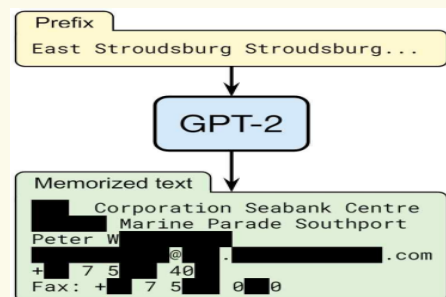 Prefix
East Stroudsburg Stroudsburg...
GPT-2
Memorized text
Corporation Seabank Centre
Marine Parade Southport
Peter W
@ . .com
+ 7 5 40
Fax: + 7 5 0 0